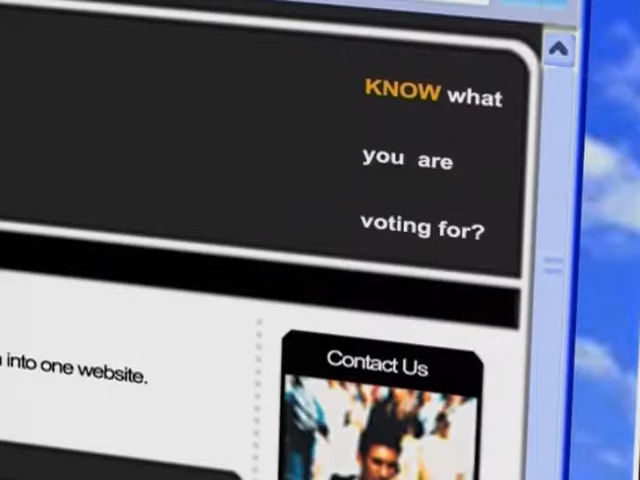 KNOW what
you are
voting for?
into one website.
Contact Us